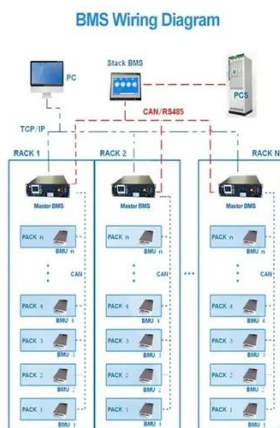 BMS Wiring Diagram
Stack BMS
PC
PCS
CAN/RS485
TCP/IP
RACK 1
RACK 2
RACK N
Master BMS
Master BMS
Master BMS
PACK n
PACK n
PACK n
BMU n
BMU n
BMU n
CAN
CAN
CAN
PACK 4
PACK 4
PACK 4
BMU 4
BMU 4
BMU 4
PACK 3
PACK 3
PACK 3
BMU 3
BMU 3
BMU 3
PACK 2
PACK 2
PACK 2
BMU 2
BMU 2
BMU 2
PACK 1
PACK 1
PACK 1
BMU 1
BMU 1
BMU 1